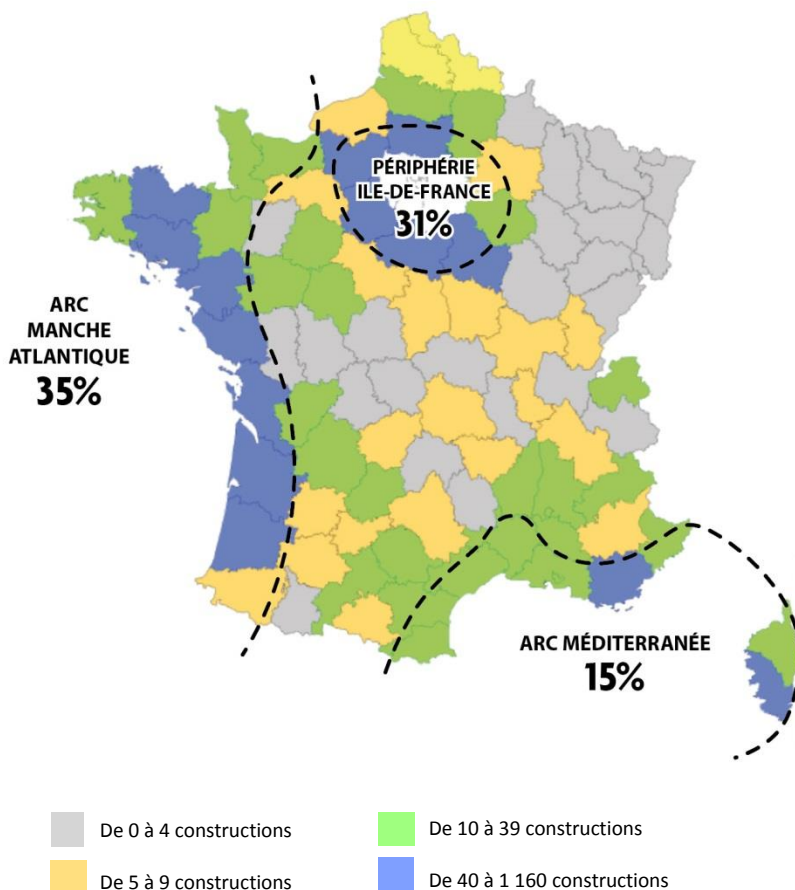 PÉRIPHÉRIE
ILE-DE-FRANCE
31%
ARC
MANCHE
ATLANTIQUE
35%
ARC MÉDITERRANÉE
15%
De 0 à 4 constructions
De 10 à 39 constructions
De 5 à 9 constructions
De 40 à 1 160 constructions